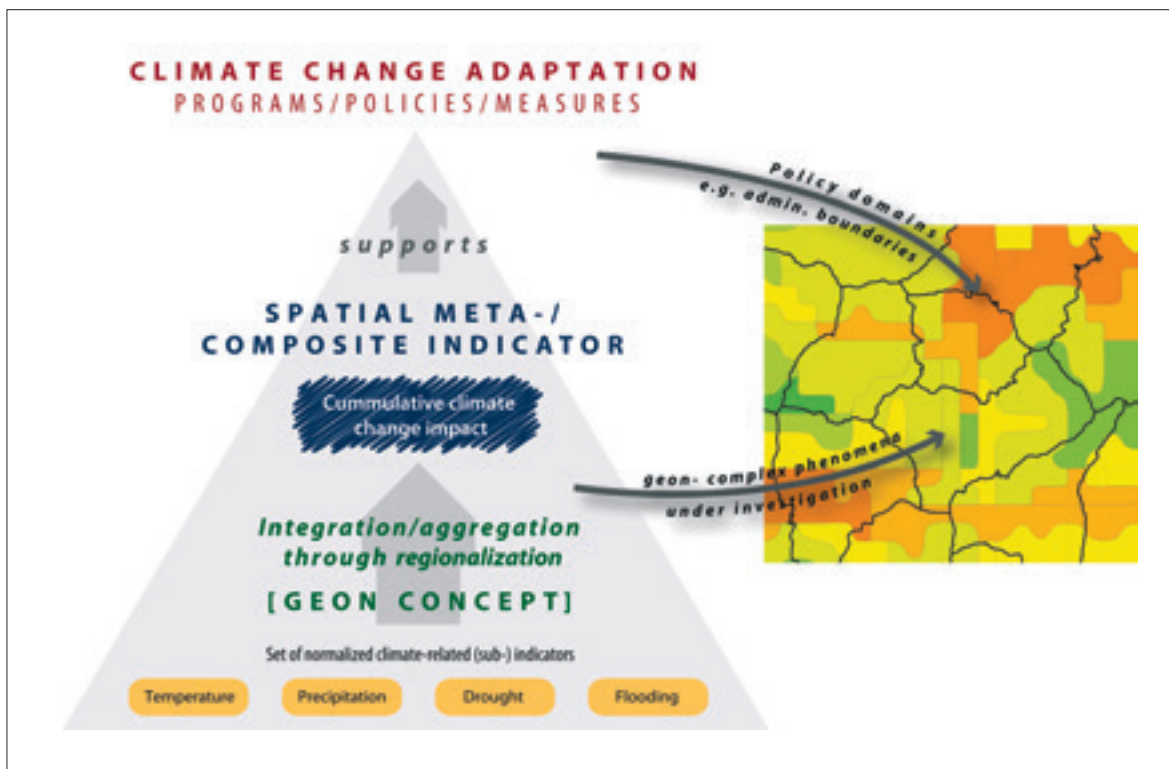 CLIMATE CHANGE ADAPTATION
PROGRAMS/POLICIES/MEASURES
supports
SPATIAL META-/
COMPOSITE INDICATOR
Cummulative climate
change impact
Integration/aggregation
through regionalization
[GEON CONCEPT]
Set of normalized climate-related (sub-) indicators
Temperature
Precipitation
Drought
Flooding
Policy domains
e.g. admin. boundaries
geon- complex phenomena
under investigation